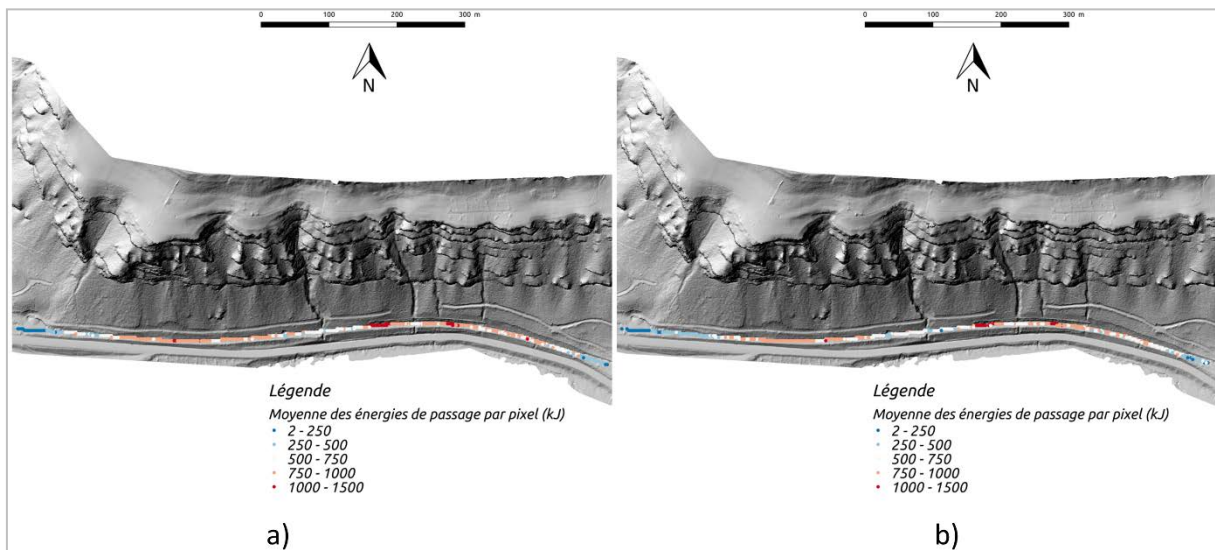 0 100 200 300 m
N
Légende
Moyenne des énergies de passage par pixel (kJ)
2 - 250
250 - 500
500 - 750
750 - 1000
1000 - 1500
a)
0 100 200 300 m
N
Légende
Moyenne des énergies de passage par pixel (kJ)
2 - 250
250 - 500
500 - 750
750 - 1000
1000 - 1500
b)